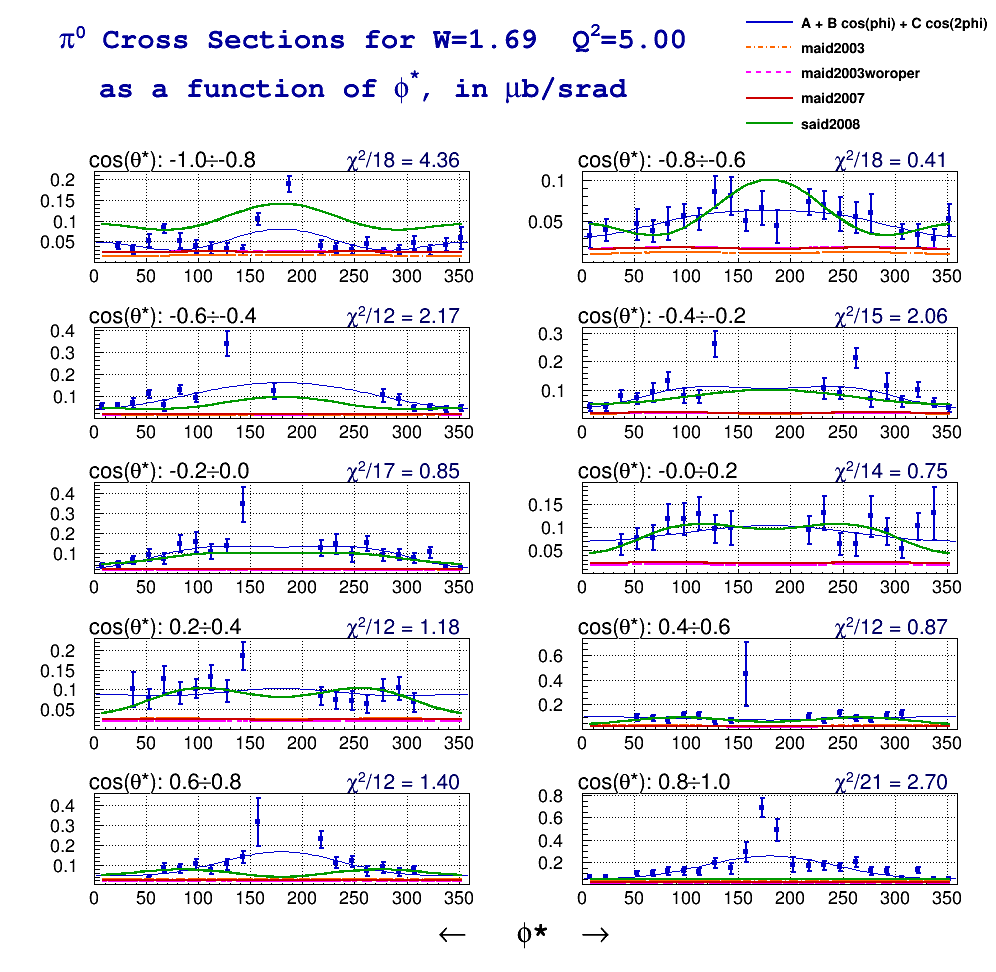 π⁰ Cross Sections for W=1.69 Q²=5.00
as a function of ϕ*, in μb/srad
A + B cos(phi) + C cos(2phi)
maid2003
maid2003woroper
maid2007
said2008
cos(θ*): -1.0÷-0.8 χ²/18 = 4.36
0.2
0.15
0.1
0.05
0 50 100 150 200 250 300 350
cos(θ*): -0.8÷-0.6 χ²/18 = 0.41
0.1
0.05
0 50 100 150 200 250 300 350
cos(θ*): -0.6÷-0.4 χ²/12 = 2.17
0.4
0.3
0.2
0.1
0 50 100 150 200 250 300 350
cos(θ*): -0.4÷-0.2 χ²/15 = 2.06
0.3
0.2
0.1
0 50 100 150 200 250 300 350
cos(θ*): -0.2÷0.0 χ²/17 = 0.85
0.4
0.3
0.2
0.1
0 50 100 150 200 250 300 350
cos(θ*): -0.0÷0.2 χ²/14 = 0.75
0.15
0.1
0.05
0 50 100 150 200 250 300 350
cos(θ*): 0.2÷0.4 χ²/12 = 1.18
0.2
0.15
0.1
0.05
0 50 100 150 200 250 300 350
cos(θ*): 0.4÷0.6 χ²/12 = 0.87
0.6
0.4
0.2
0 50 100 150 200 250 300 350
cos(θ*): 0.6÷0.8 χ²/12 = 1.40
0.4
0.3
0.2
0.1
0 50 100 150 200 250 300 350
cos(θ*): 0.8÷1.0 χ²/21 = 2.70
0.8
0.6
0.4
0.2
0 50 100 150 200 250 300 350
← ϕ* →